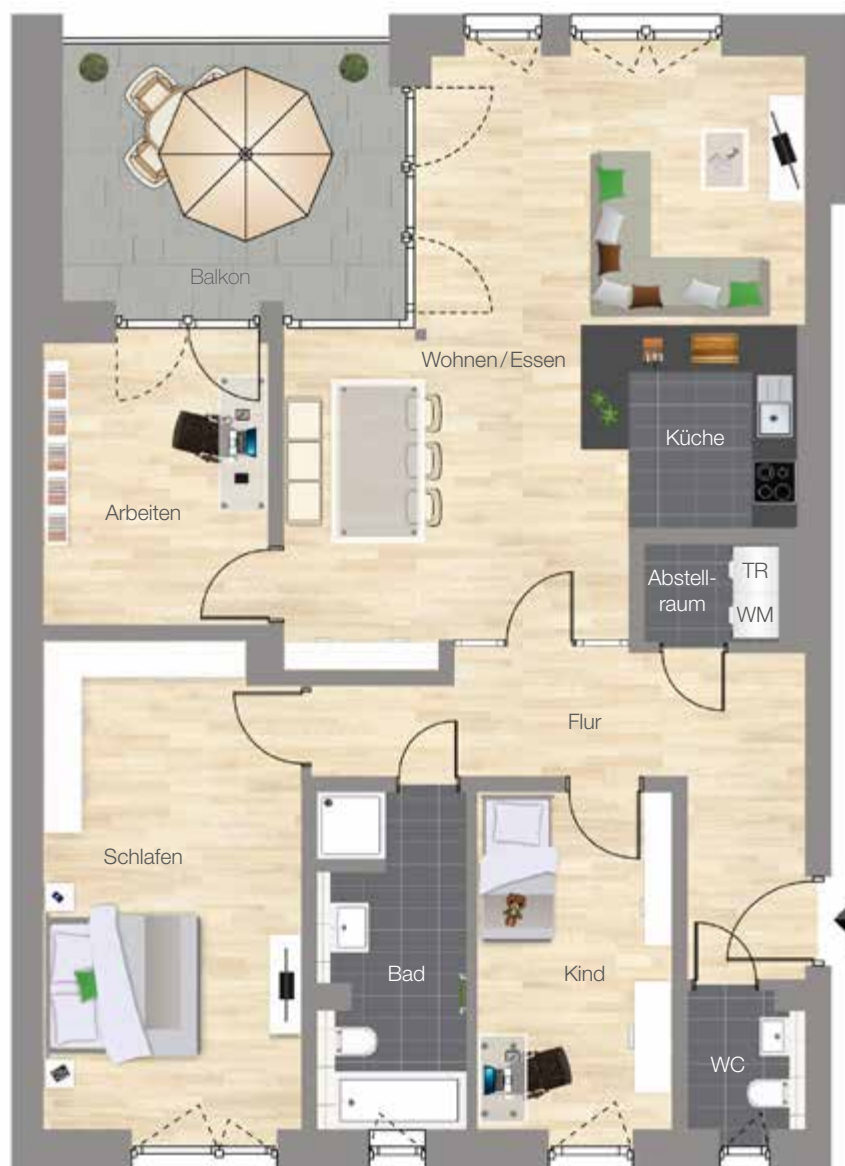 Balkon
Wohnen/Essen
Küche
Arbeiten
Abstell-
raum
TR
WM
Flur
Schlafen
Bad
Kind
WC